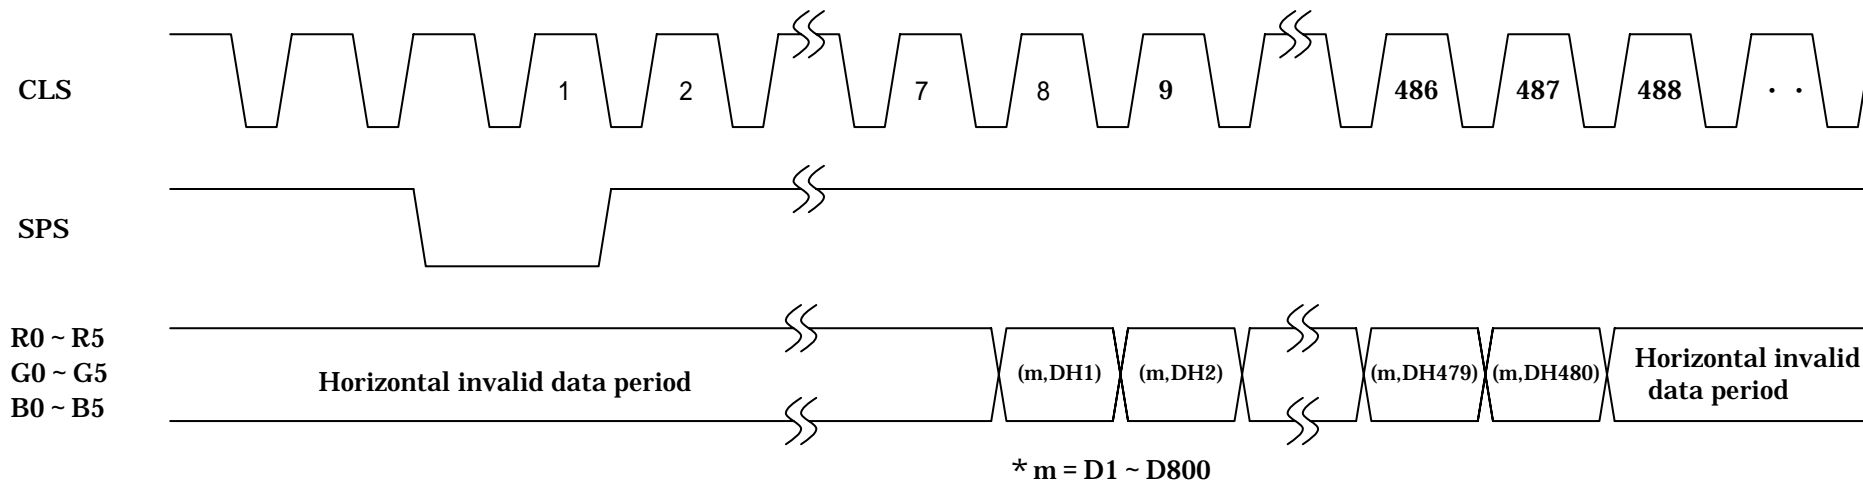 CLS
1 2 7 8 9 486 487 488 · ·
SPS
R0 ~ R5
G0 ~ G5
B0 ~ B5
Horizontal invalid data period
(m,DH1) (m,DH2) (m,DH479) (m,DH480)
Horizontal invalid
data period
* m = D1 ~ D800